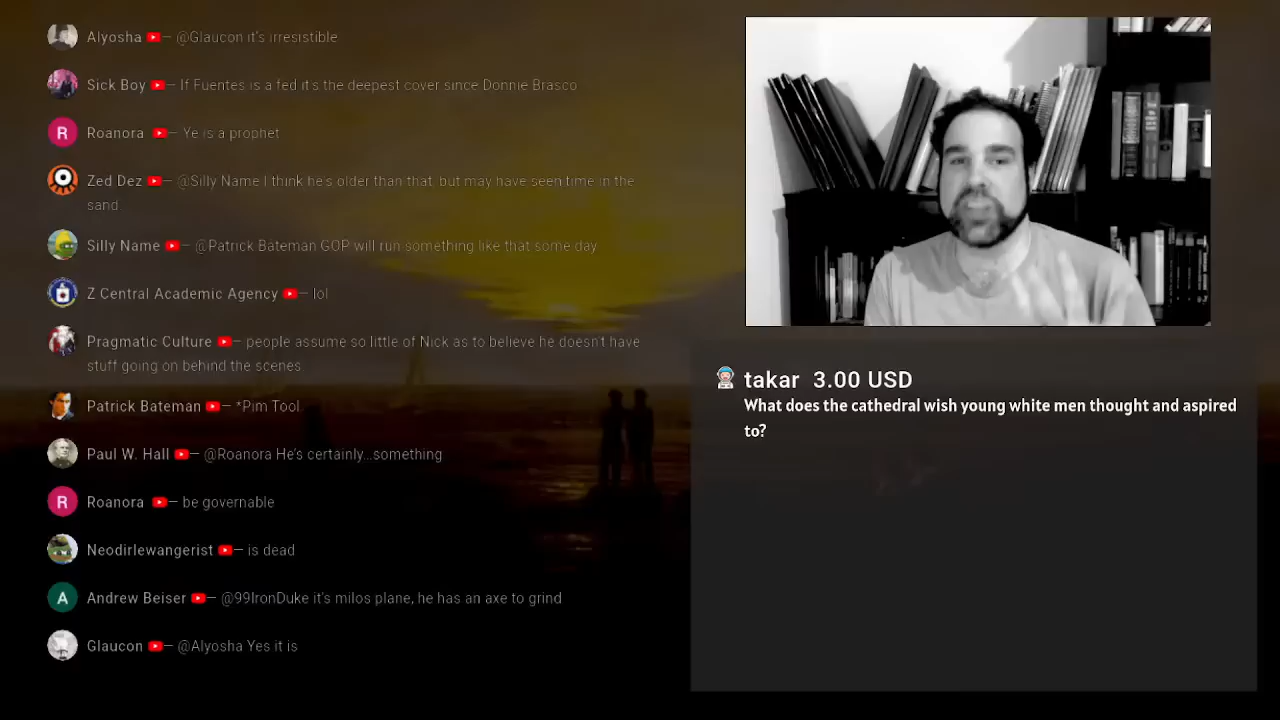 Alyosha — @Glaucon it's irresistible
Sick Boy — If Fuentes is a fed it's the deepest cover since Donnie Brasco
R Roanora — Ye is a prophet
Zed Dez — @Silly Name I think he's older than that, but may have seen time in the
sand.
Silly Name — @Patrick Bateman GOP will run something like that some day
Z Central Academic Agency — lol
Pragmatic Culture — people assume so little of Nick as to believe he doesn't have
stuff going on behind the scenes
Patrick Bateman — *Pim Tool
Paul W. Hall — @Roanora He's certainly...something
R Roanora — be governable
Neodirlewangerist — is dead
A Andrew Beiser — @99IronDuke it's milos plane, he has an axe to grind
Glaucon — @Alyosha Yes it is
takar 3.00 USD
What does the cathedral wish young white men thought and aspired
to?